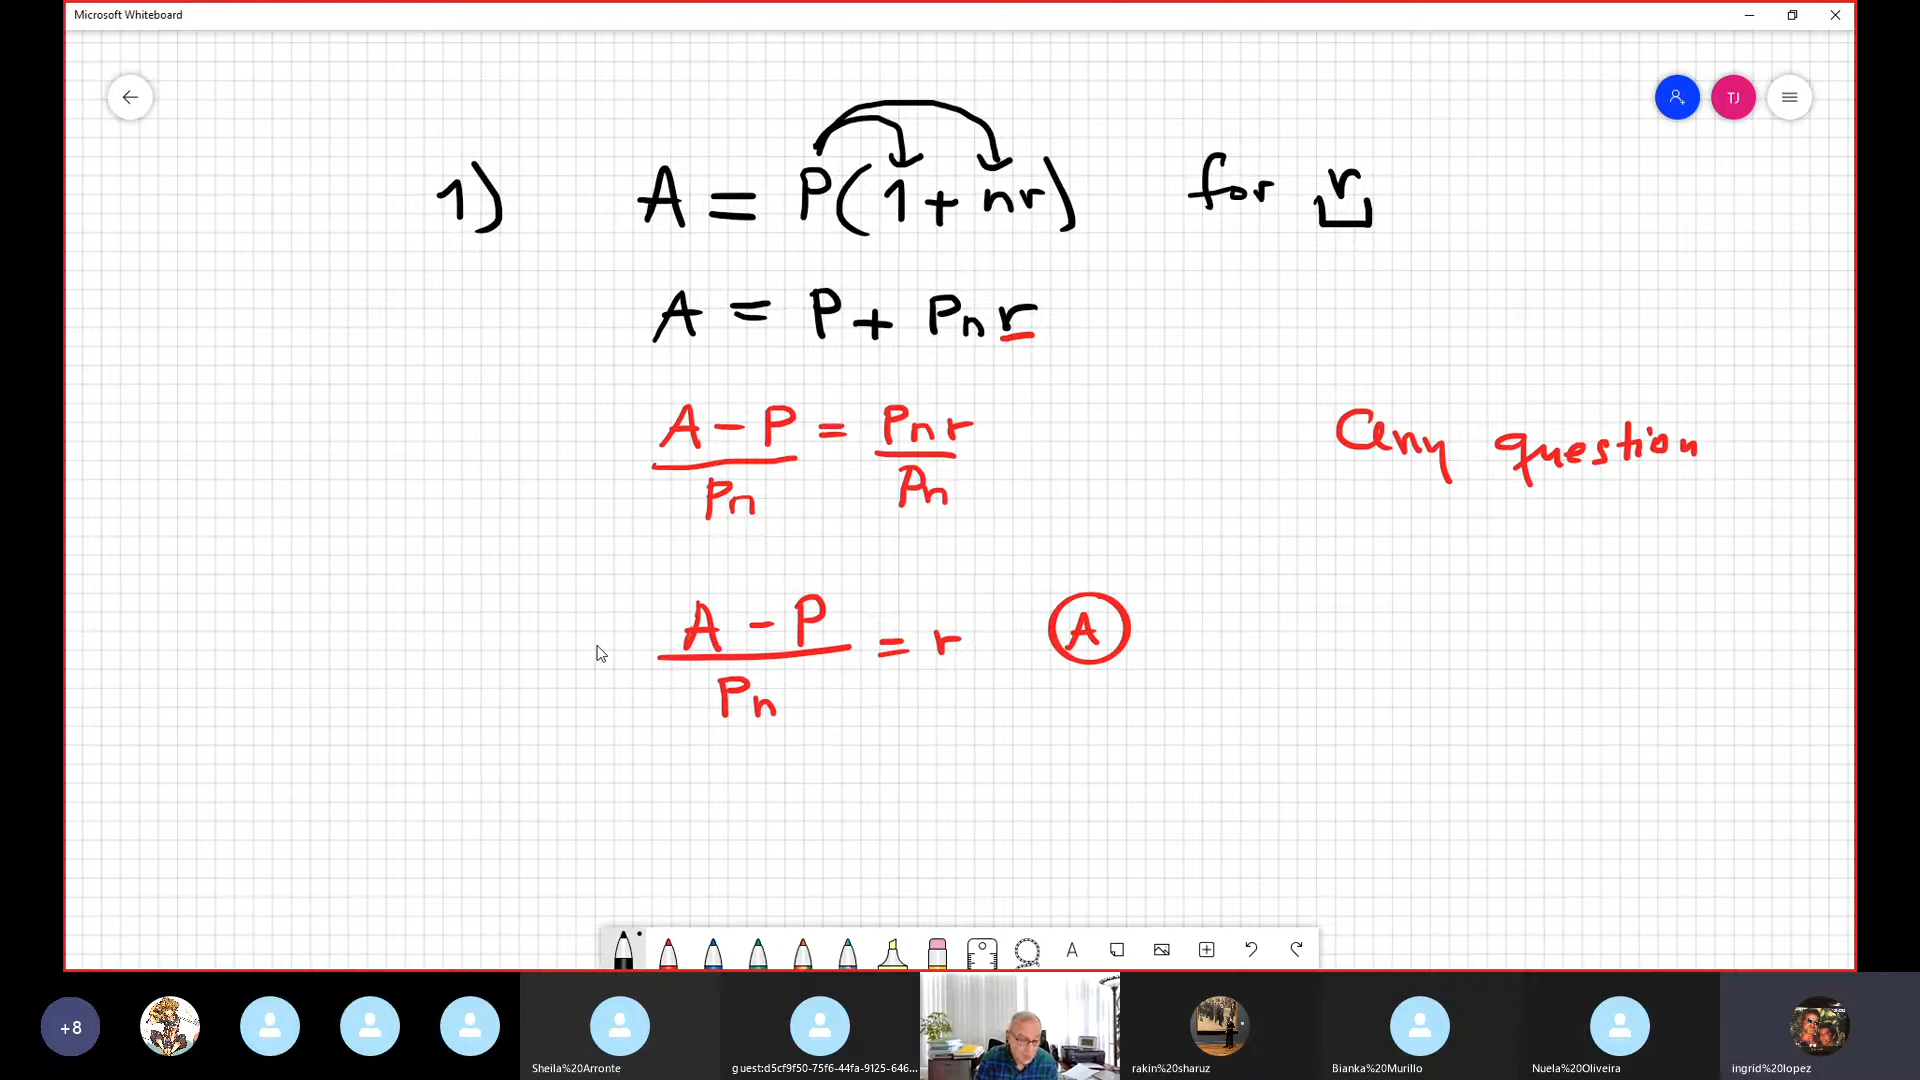 Microsoft Whiteboard
TJ
1) A = P(1 + nr) for r
A = P + Pnr
A - P = Pnr
Pn Pn
any question
A - P = r A
Pn
A
+8
Sheila%20Arronte
guest:d5cf9f50-75f6-44fa-9125-646...
rakin%20sharuz
Bianka%20Murillo
Nuela%20Oliveira
ingrid%20lopez